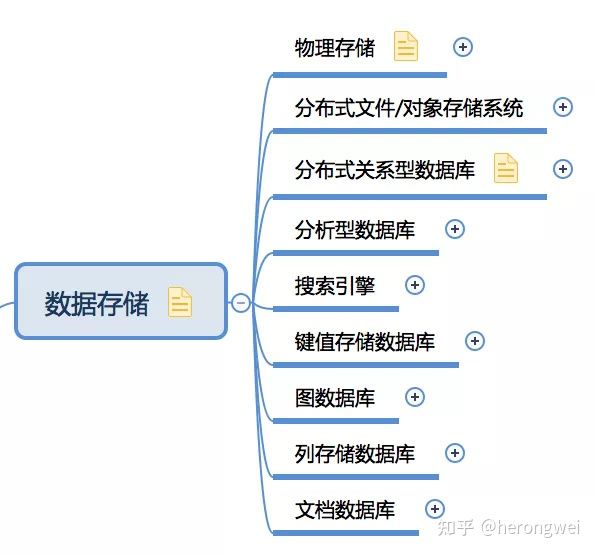 物理存储
分布式文件/对象存储系统
分布式关系型数据库
分析型数据库
搜索引擎
数据存储
键值存储数据库
图数据库
列存储数据库
文档数据库
知乎 @herongwei